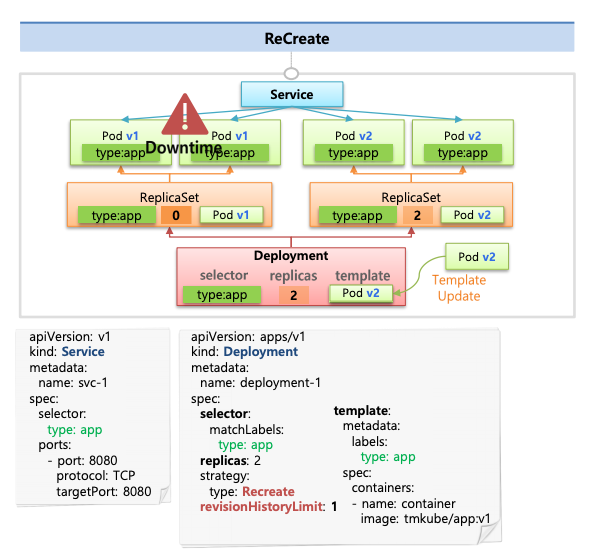 ReCreate
Service
Pod v1
type:app
Pod v1
type:app
Downtime
Pod v2
type:app
Pod v2
type:app
ReplicaSet
type:app 0 Pod v1
ReplicaSet
type:app 2 Pod v2
Deployment
selector replicas template
type:app 2 Pod v2
Pod v2
Template
Update
apiVersion: v1
kind: Service
metadata:
name: svc-1
spec:
selector:
type: app
ports:
- port: 8080
protocol: TCP
targetPort: 8080
apiVersion: apps/v1
kind: Deployment
metadata:
name: deployment-1
spec:
selector:
matchLabels:
type: app
replicas: 2
strategy:
type: Recreate
revisionHistoryLimit: 1
template:
metadata:
labels:
type: app
spec:
containers:
- name: container
image: tmkube/app:v1